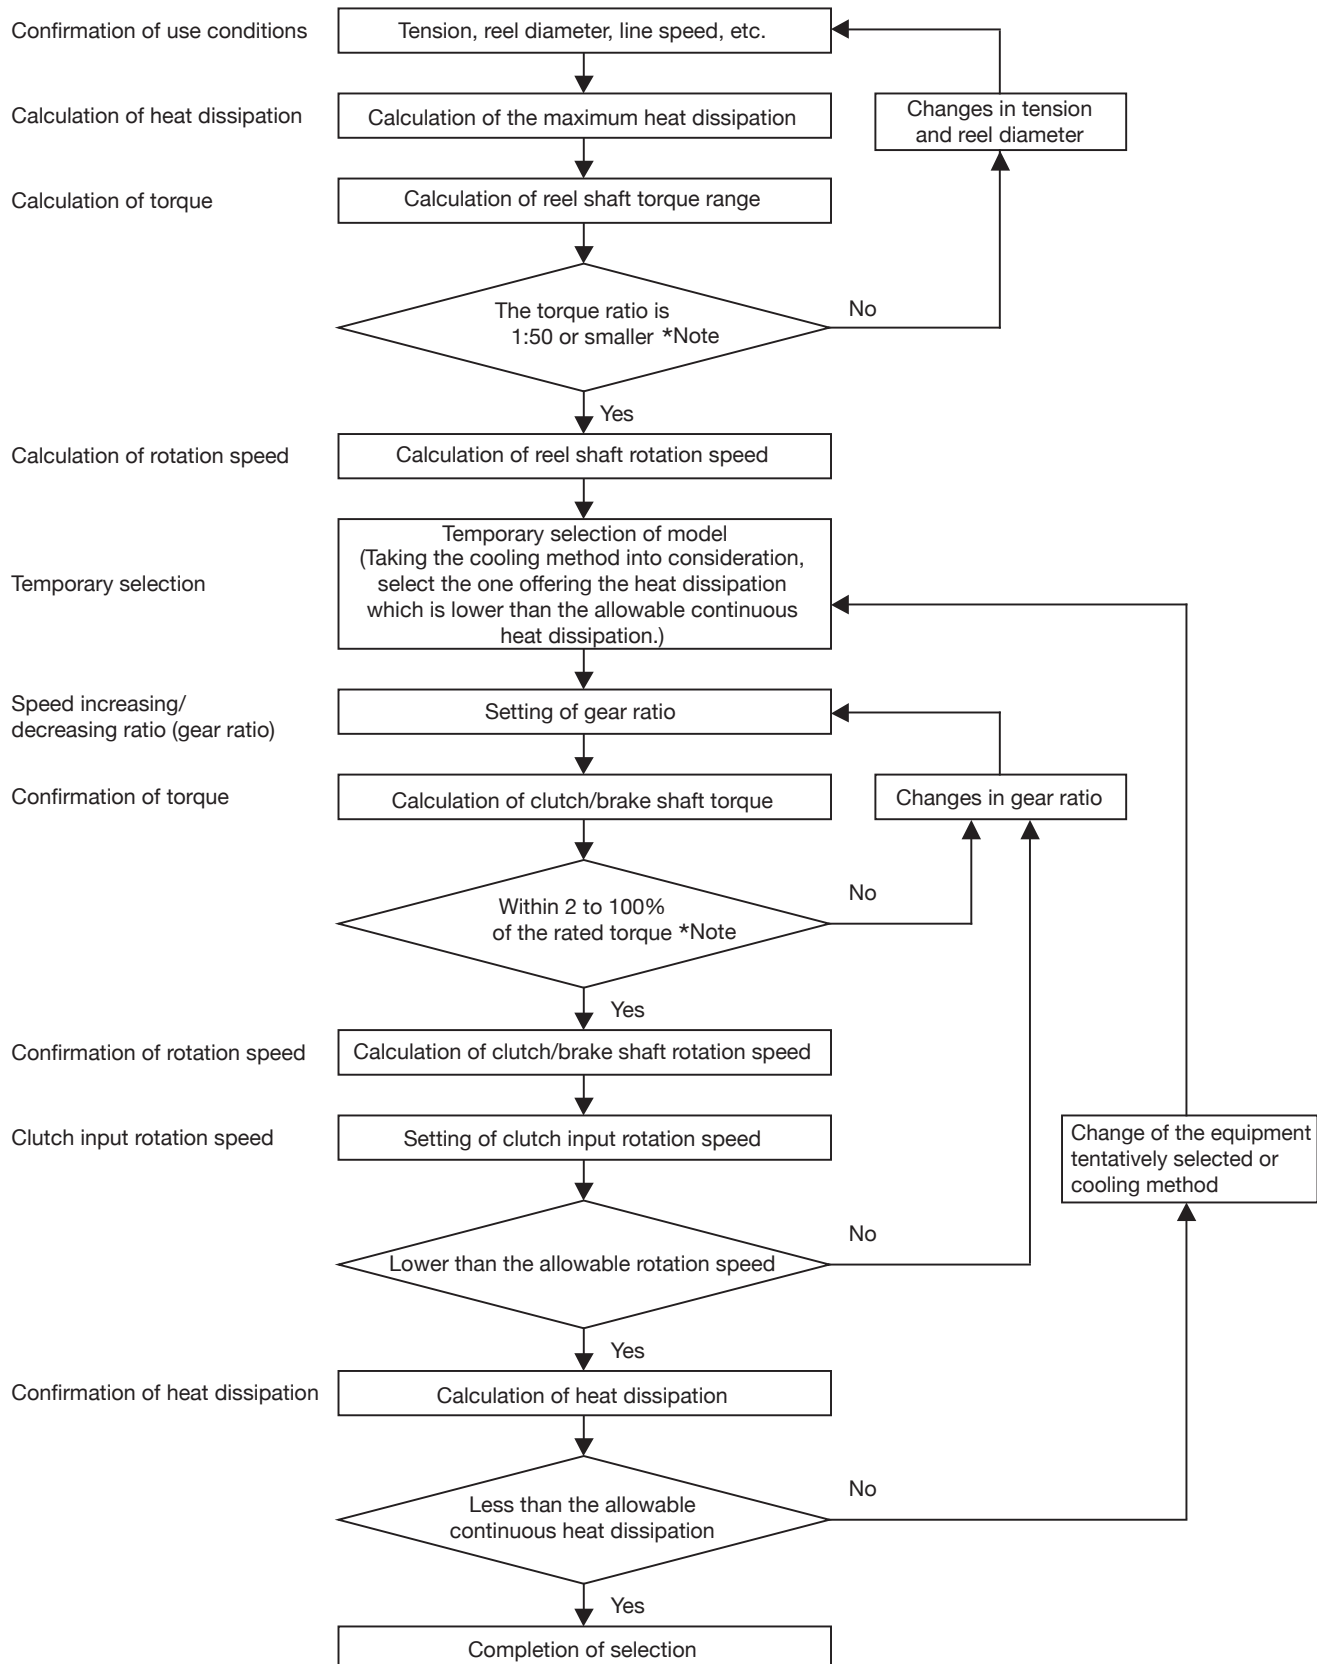 Confirmation of use conditions
Tension, reel diameter, line speed, etc.
Calculation of heat dissipation
Calculation of the maximum heat dissipation
Changes in tension
and reel diameter
Calculation of torque
Calculation of reel shaft torque range
The torque ratio is
1:50 or smaller *Note
No
Yes
Calculation of rotation speed
Calculation of reel shaft rotation speed
Temporary selection
Temporary selection of model
(Taking the cooling method into consideration,
select the one offering the heat dissipation
which is lower than the allowable continuous
heat dissipation.)
Speed increasing/
decreasing ratio (gear ratio)
Setting of gear ratio
Confirmation of torque
Calculation of clutch/brake shaft torque
Changes in gear ratio
Within 2 to 100%
of the rated torque *Note
No
Yes
Confirmation of rotation speed
Calculation of clutch/brake shaft rotation speed
Clutch input rotation speed
Setting of clutch input rotation speed
Change of the equipment
tentatively selected or
cooling method
Lower than the allowable rotation speed
No
Yes
Confirmation of heat dissipation
Calculation of heat dissipation
Less than the allowable
continuous heat dissipation
No
Yes
Completion of selection